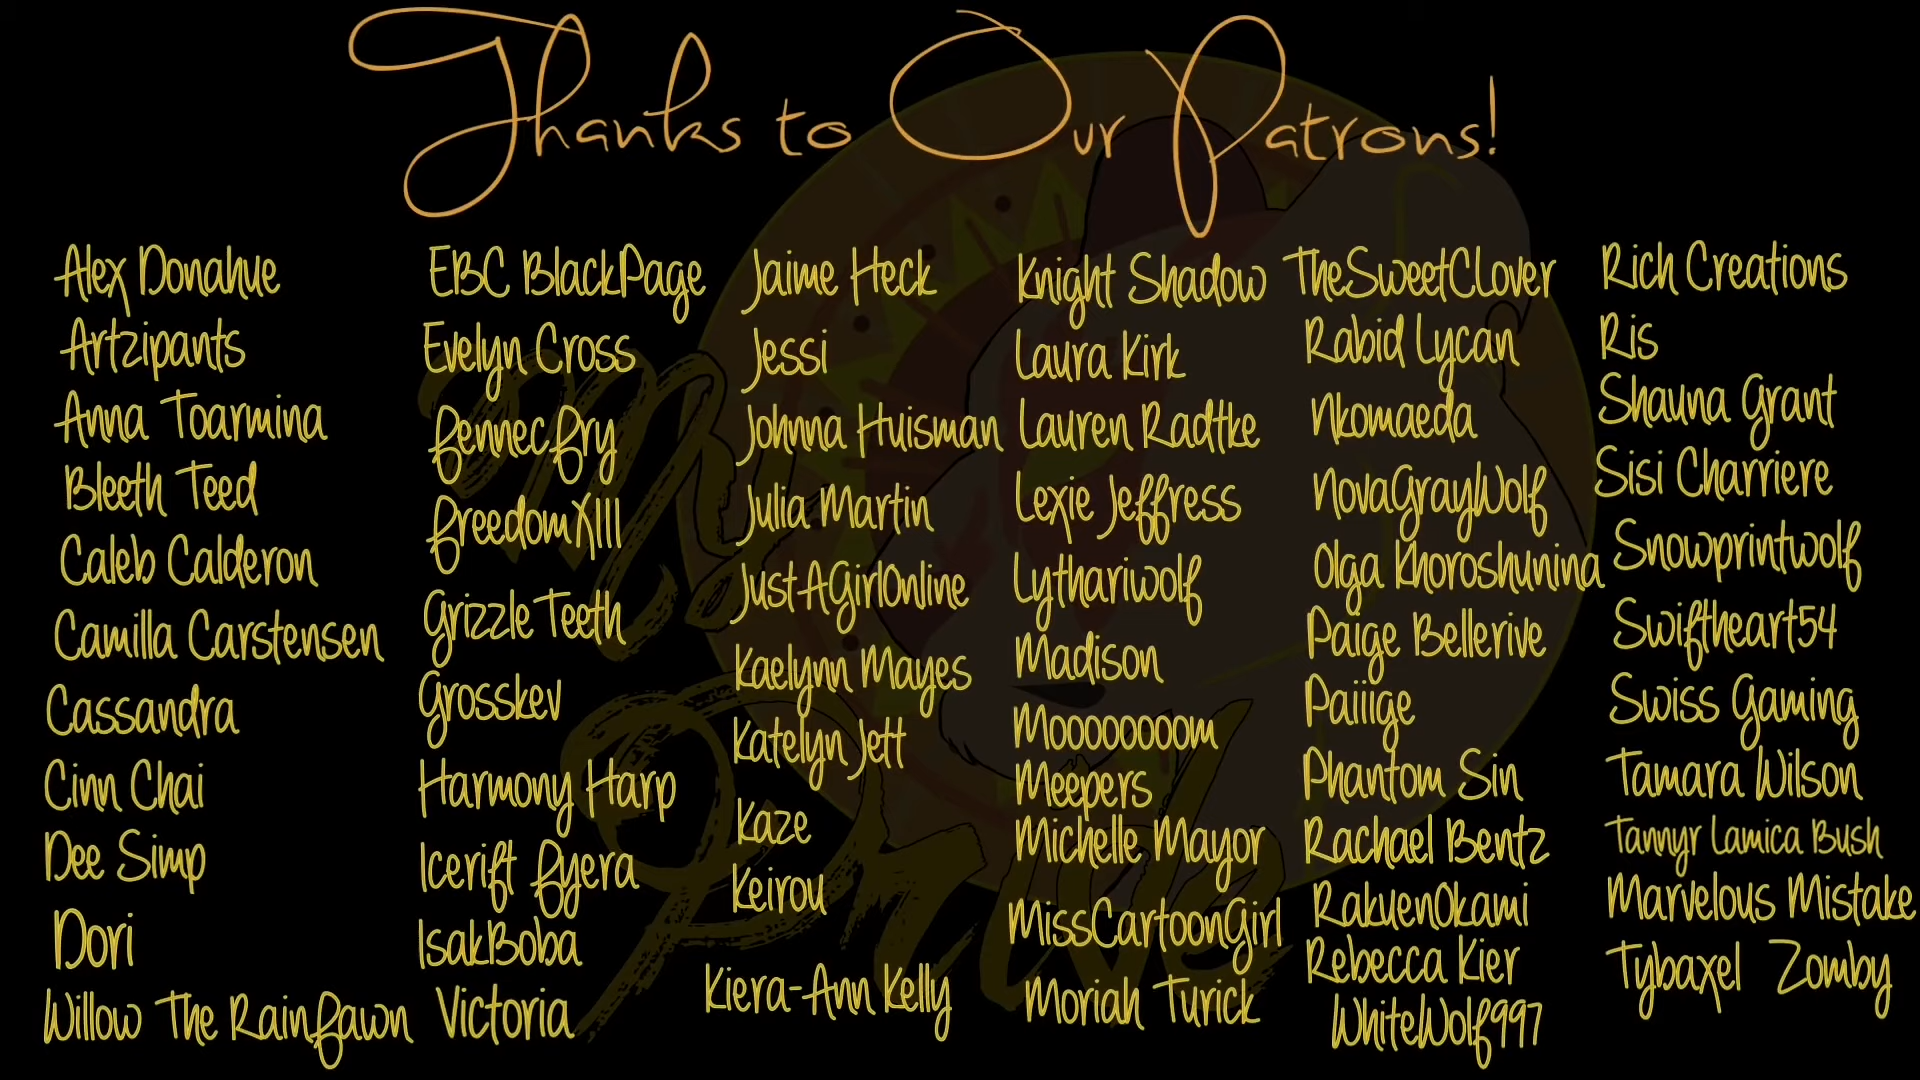 Thanks to Our Patrons!
Alex Donahue
Artzipants
Anna Toarmina
Bleeth Teed
Caleb Calderon
Camilla Carstensen
Cassandra
Cinn Chai
Dee Simp
Dori
Willow The Rainfawn
EBC BlackPage
Evelyn Cross
fennecfry
freedomXIII
Grizzle Teeth
Grosskev
Harmony Harp
Icerift fyera
IsakBoba
Victoria
Jaime Heck
Jessi
Johnna Huisman
Julia Martin
JustAGirlOnline
Kaelynn Mayes
Katelyn Jett
Kaze
Keirou
Kiera-Ann Kelly
Knight Shadow
Laura Kirk
Lauren Radtke
Lexie Jeffress
Lythariwolf
Madison
Moooooooom
Meepers
Michelle Mayor
MissCartoonGirl
Moriah Turick
TheSweetClover
Rabid Lycan
Nkomaeda
NovaGrayWolf
Olga Khoroshunina
Paige Bellerive
Paiiige
Phantom Sin
Rachael Bentz
RakuenOkami
Rebecca Kier
WhiteWolf997
Rich Creations
Ris
Shauna Grant
Sisi Charriere
Snowprintwolf
Swiftheart54
Swiss Gaming
Tamara Wilson
Tannyr Lamica Bush
Marvelous Mistake
Tybaxel Zomby
My
Pride